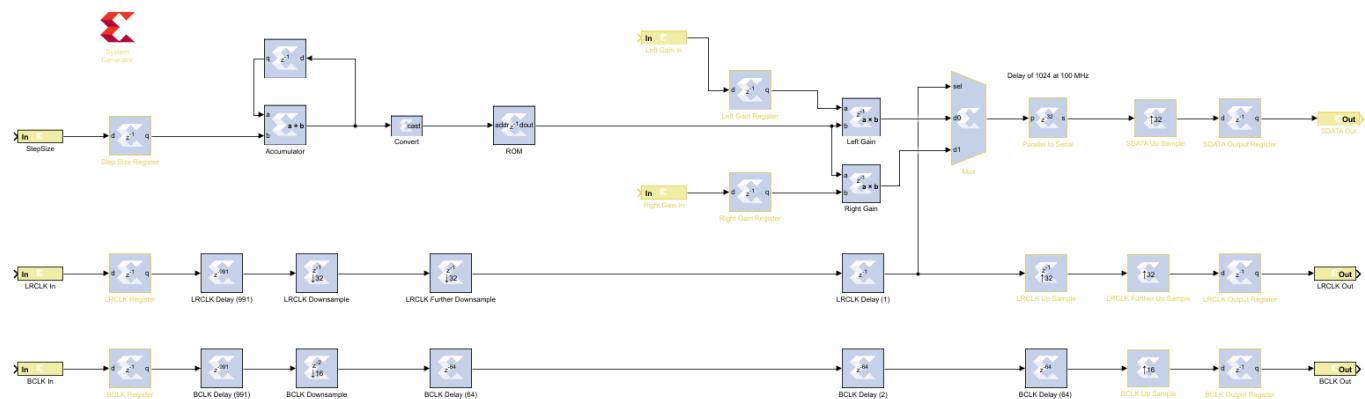 System
Generator
q z-1 d
a
b a + b
Accumulator
In
StepSize
d z-1 q
Step Size Register
cast
Convert
addr z-1 dout
ROM
In
Left Gain In
d z-1 q
Left Gain Register
a z-1
b a × b
Left Gain
In
Right Gain In
d z-1 q
Right Gain Register
a z-1
b a × b
Right Gain
sel
d0
d1
Mux
Delay of 1024 at 100 MHz
p z-32 s
Parallel to Serial
↑32
SDATA Up Sample
d z-1 q
SDATA Output Register
Out
SDATA Out
In
LRCLK In
d z-1 q
LRCLK Register
z-991
LRCLK Delay (991)
z-1
↓32
LRCLK Downsample
z-1
↓32
LRCLK Further Downsample
z-1
LRCLK Delay (1)
z-1
↑32
LRCLK Up Sample
↑32
LRCLK Further Up Sample
d z-1 q
LRCLK Output Register
Out
LRCLK Out
In
BCLK In
d z-1 q
BCLK Register
z-991
BCLK Delay (991)
z-2
↓16
BCLK Downsample
z-64
BCLK Delay (64)
z-64
BCLK Delay (2)
z-64
BCLK Delay (64)
↑16
BCLK Up Sample
d z-1 q
BCLK Output Register
Out
BCLK Out